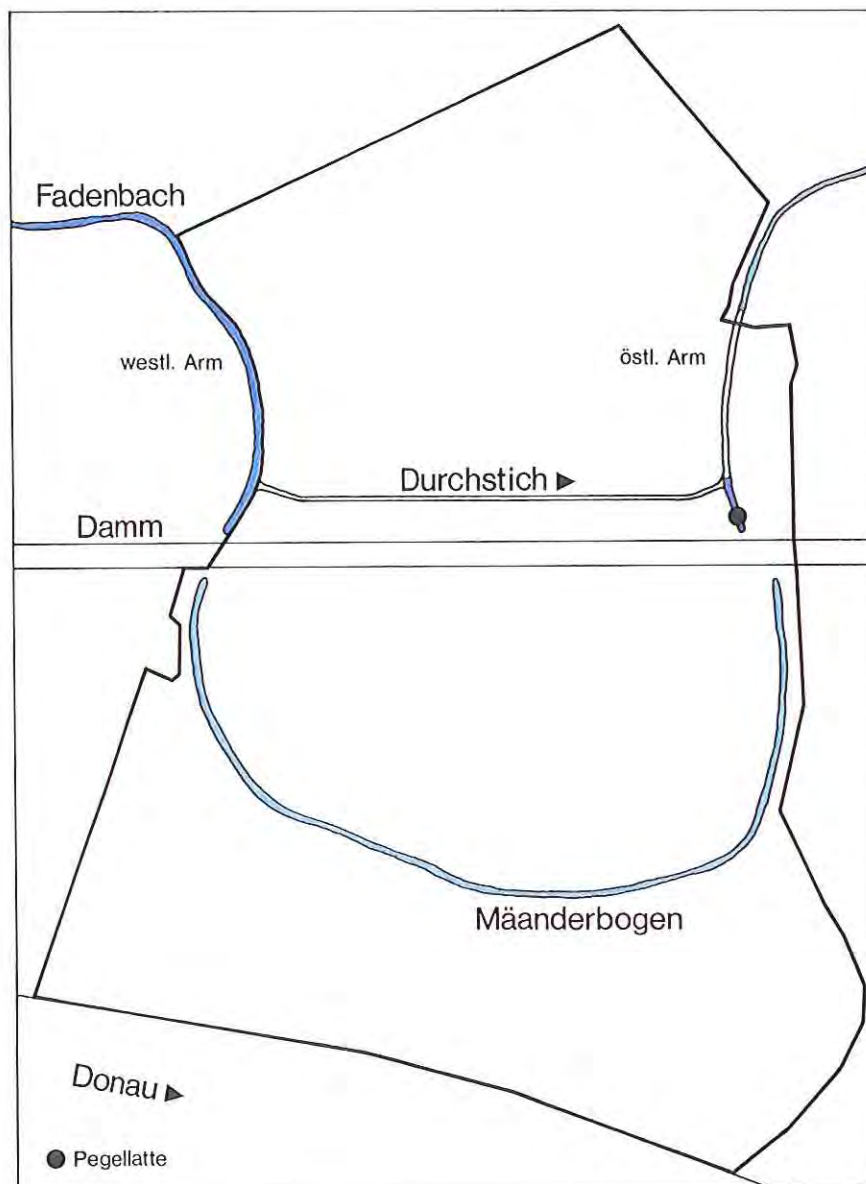 Fadenbach
westl. Arm
östl. Arm
Durchstich
Damm
Mäanderbogen
Donau
Pegellatte